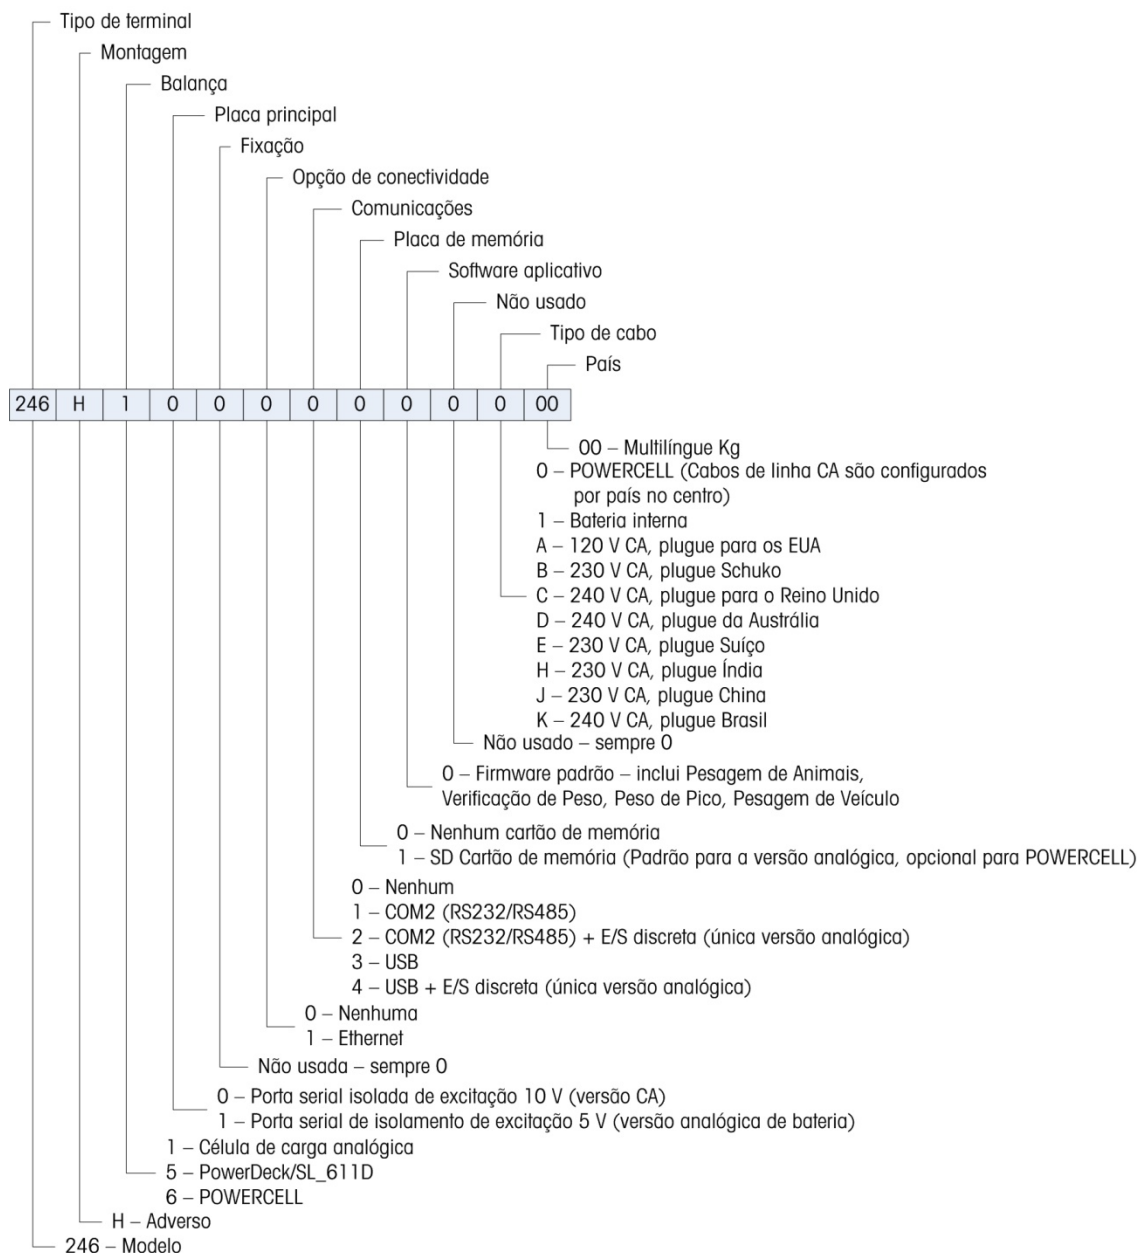 Tipo de terminal
Montagem
Balança
Placa principal
Fixação
Opção de conectividade
Comunicações
Placa de memória
Software aplicativo
Não usado
Tipo de cabo
País
246 H 1 0 0 0 0 0 0 0 0 00
00 – Multilíngue Kg
0 – POWERCELL (Cabos de linha CA são configurados
por país no centro)
1 – Bateria interna
A – 120 V CA, plugue para os EUA
B – 230 V CA, plugue Schuko
C – 240 V CA, plugue para o Reino Unido
D – 240 V CA, plugue da Austrália
E – 230 V CA, plugue Suíço
H – 230 V CA, plugue Índia
J – 230 V CA, plugue China
K – 240 V CA, plugue Brasil
Não usado – sempre 0
0 – Firmware padrão – inclui Pesagem de Animais,
Verificação de Peso, Peso de Pico, Pesagem de Veículo
0 – Nenhum cartão de memória
1 – SD Cartão de memória (Padrão para a versão analógica, opcional para POWERCELL)
0 – Nenhum
1 – COM2 (RS232/RS485)
2 – COM2 (RS232/RS485) + E/S discreta (única versão analógica)
3 – USB
4 – USB + E/S discreta (única versão analógica)
0 – Nenhuma
1 – Ethernet
Não usada – sempre 0
0 – Porta serial isolada de excitação 10 V (versão CA)
1 – Porta serial de isolamento de excitação 5 V (versão analógica de bateria)
1 – Célula de carga analógica
5 – PowerDeck/SL_611D
6 – POWERCELL
H – Adverso
246 – Modelo